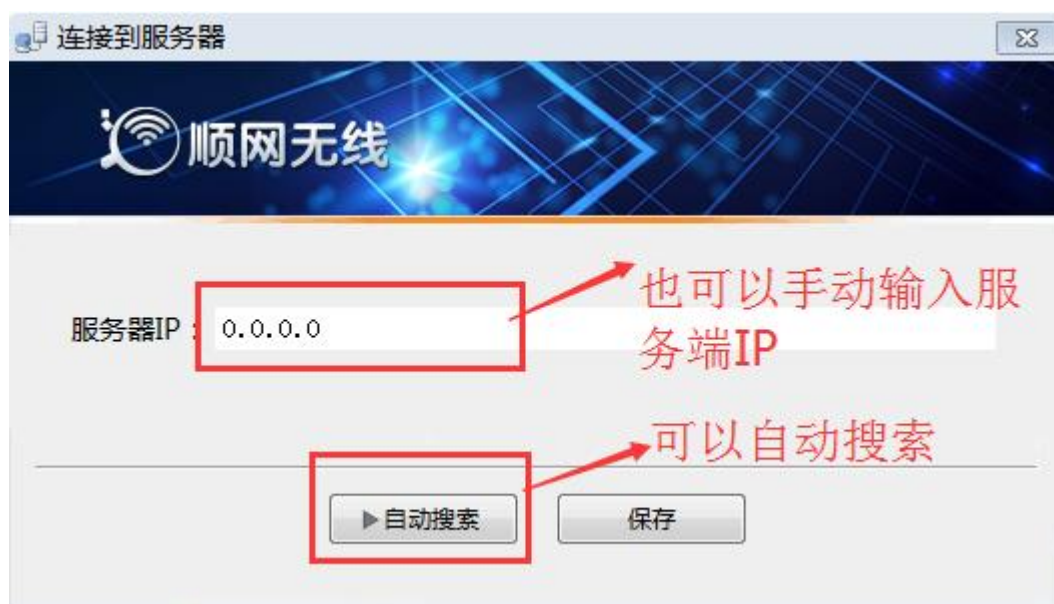 连接到服务器
顺网无线
也可以手动输入服
服务器IP： 0.0.0.0
务端IP
可以自动搜索
▶自动搜索
保存